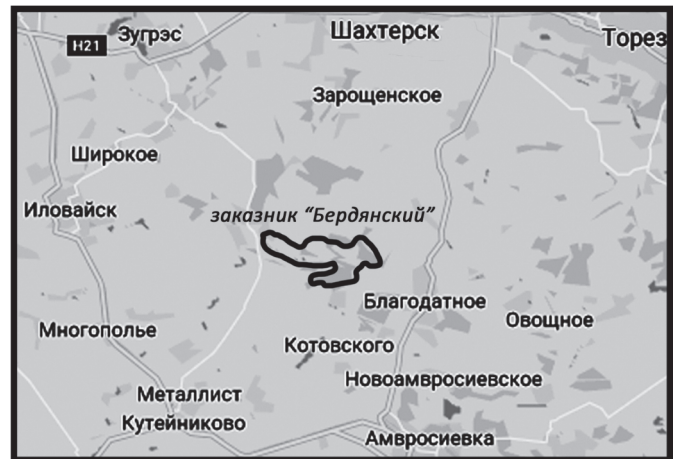 Зугрэс
Шахтерск
Торез
H21
Зарощенское
Широкое
Иловайск
заказник “Бердянский”
Благодатное
Овощное
Многополье
Котовского
Новоамвросиевское
Металлист
Кутейниково
Амвросиевка